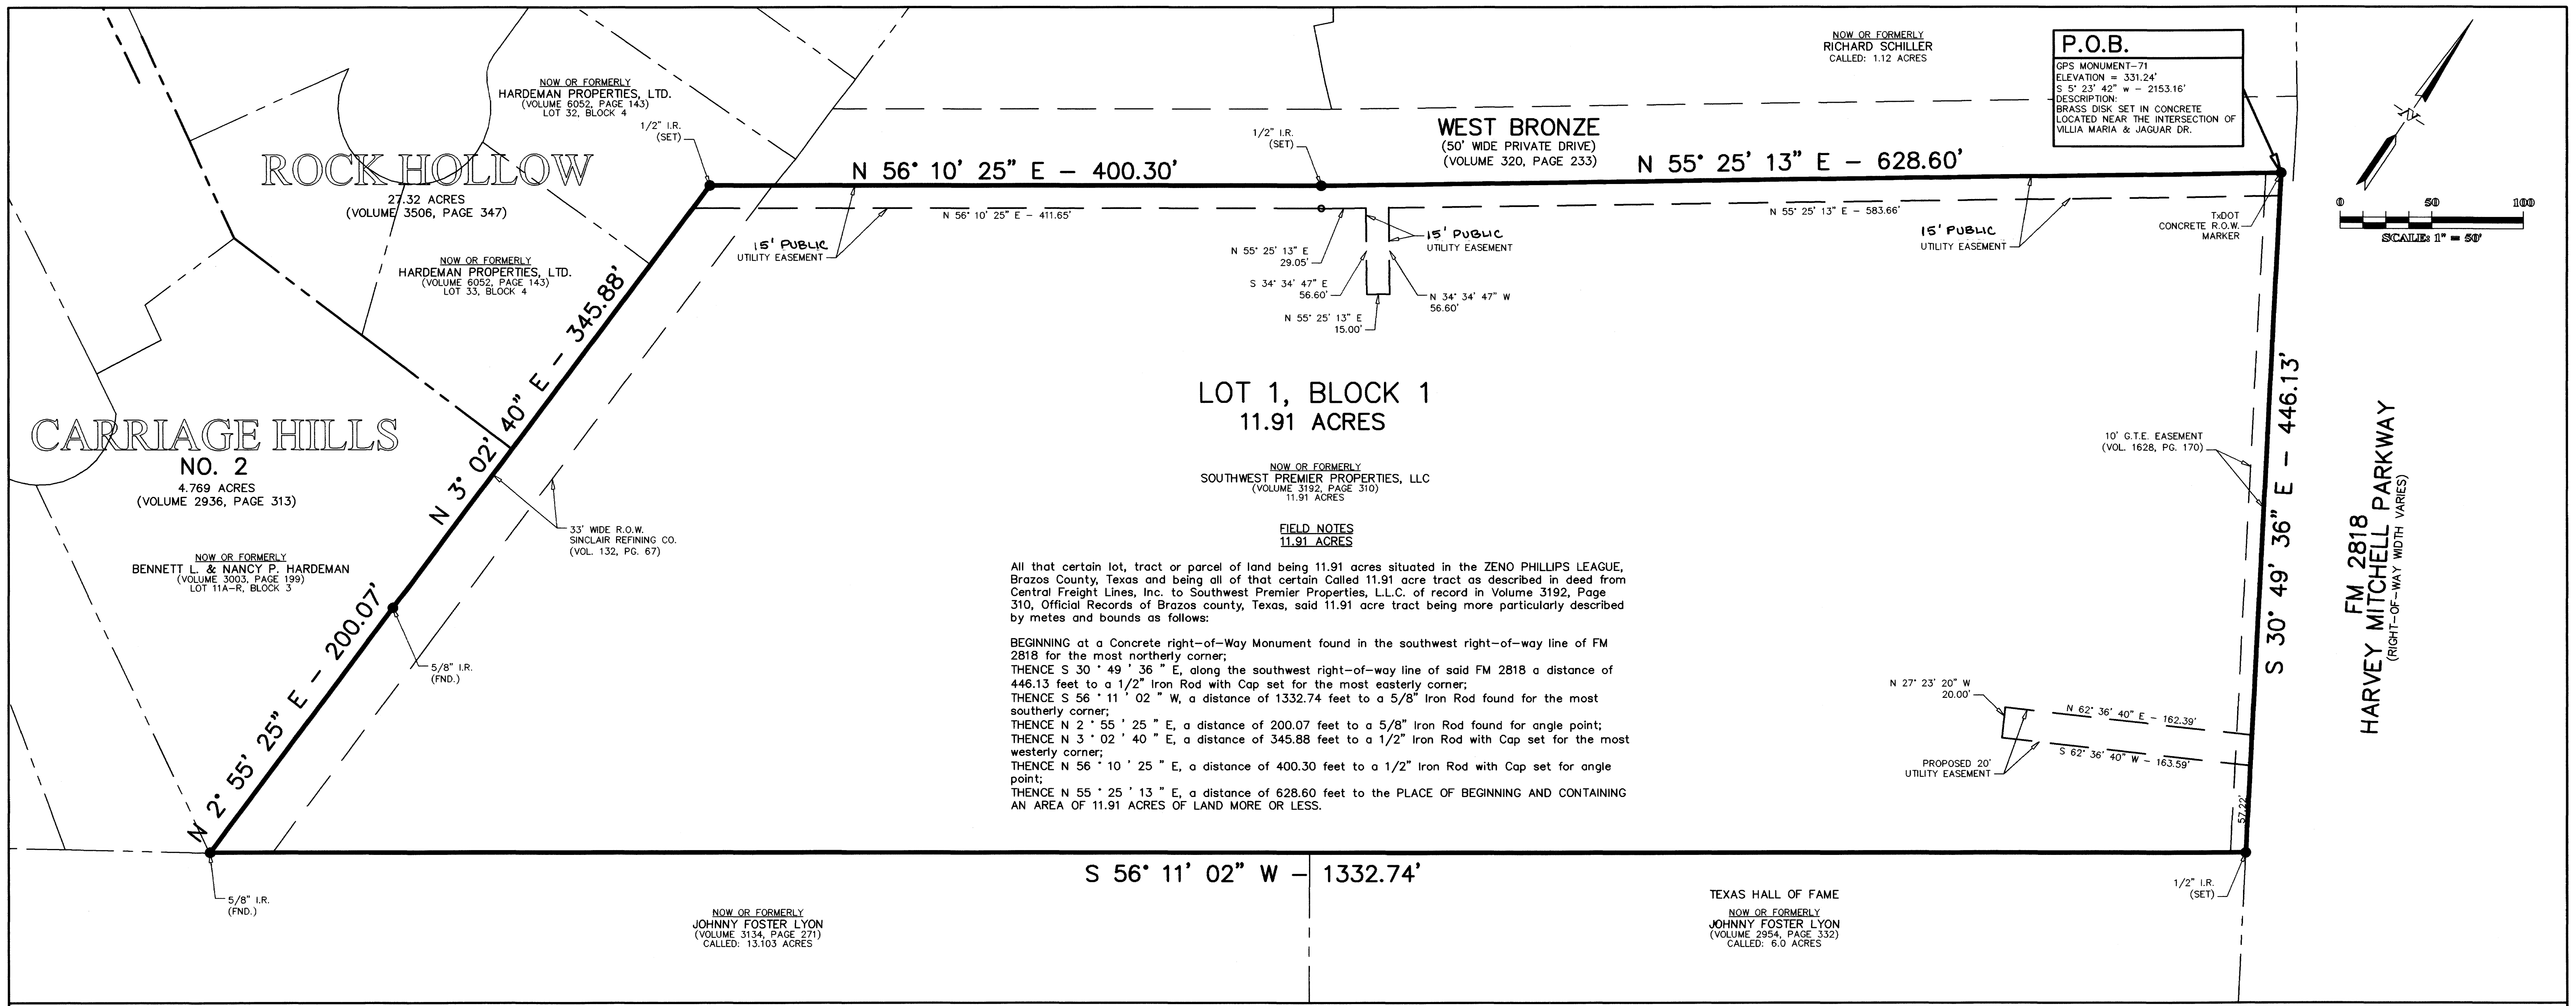 NOW OR FORMERLY
HARDEMAN PROPERTIES, LTD.
(VOLUME 6052, PAGE 143)
LOT 32, BLOCK 4
ROCK HOLLOW
27.32 ACRES
(VOLUME 3506, PAGE 347)
NOW OR FORMERLY
HARDEMAN PROPERTIES, LTD.
(VOLUME 6052, PAGE 143)
LOT 33, BLOCK 4
CARRIAGE HILLS
NO. 2
4.769 ACRES
(VOLUME 2936, PAGE 313)
NOW OR FORMERLY
BENNETT L. & NANCY P. HARDEMAN
(VOLUME 3003, PAGE 199)
LOT 11A-R, BLOCK 3
1/2" I.R.
(SET)
N 56° 10' 25" E - 400.30'
1/2" I.R.
(SET)
WEST BRONZE
(50' WIDE PRIVATE DRIVE)
(VOLUME 320, PAGE 233)
N 55° 25' 13" E - 628.60'
NOW OR FORMERLY
RICHARD SCHILLER
CALLED: 1.12 ACRES
P.O.B.
GPS MONUMENT-71
ELEVATION = 331.24'
S 5° 23' 42" w - 2153.16'
DESCRIPTION:
BRASS DISK SET IN CONCRETE
LOCATED NEAR THE INTERSECTION OF
VILLIA MARIA & JAGUAR DR.
N
0 50 100
SCALE: 1" = 50'
N 56° 10' 25" E - 411.65'
15' PUBLIC
UTILITY EASEMENT
N 55° 25' 13" E
29.05'
S 34° 34' 47" E
56.60'
N 55° 25' 13" E
15.00'
15' PUBLIC
UTILITY EASEMENT
N 34° 34' 47" W
56.60'
N 55° 25' 13" E - 583.66'
15' PUBLIC
UTILITY EASEMENT
TxDOT
CONCRETE R.O.W.
MARKER
N 3° 02' 40" E - 345.88'
33' WIDE R.O.W.
SINCLAIR REFINING CO.
(VOL. 132, PG. 67)
N 2° 55' 25" E - 200.07'
5/8" I.R.
(FND.)
LOT 1, BLOCK 1
11.91 ACRES
NOW OR FORMERLY
SOUTHWEST PREMIER PROPERTIES, LLC
(VOLUME 3192, PAGE 310)
11.91 ACRES
FIELD NOTES
11.91 ACRES
All that certain lot, tract or parcel of land being 11.91 acres situated in the ZENO PHILLIPS LEAGUE,
Brazos County, Texas and being all of that certain Called 11.91 acre tract as described in deed from
Central Freight Lines, Inc. to Southwest Premier Properties, L.L.C. of record in Volume 3192, Page
310, Official Records of Brazos county, Texas, said 11.91 acre tract being more particularly described
by metes and bounds as follows:
BEGINNING at a Concrete right-of-Way Monument found in the southwest right-of-way line of FM
2818 for the most northerly corner;
THENCE S 30 ° 49 ' 36 " E, along the southwest right-of-way line of said FM 2818 a distance of
446.13 feet to a 1/2" Iron Rod with Cap set for the most easterly corner;
THENCE S 56 ° 11 ' 02 " W, a distance of 1332.74 feet to a 5/8" Iron Rod found for the most
southerly corner;
THENCE N 2 ° 55 ' 25 " E, a distance of 200.07 feet to a 5/8" Iron Rod found for angle point;
THENCE N 3 ° 02 ' 40 " E, a distance of 345.88 feet to a 1/2" Iron Rod with Cap set for the most
westerly corner;
THENCE N 56 ° 10 ' 25 " E, a distance of 400.30 feet to a 1/2" Iron Rod with Cap set for angle
point;
THENCE N 55 ° 25 ' 13 " E, a distance of 628.60 feet to the PLACE OF BEGINNING AND CONTAINING
AN AREA OF 11.91 ACRES OF LAND MORE OR LESS.
10' G.T.E. EASEMENT
(VOL. 1628, PG. 170)
S 30° 49' 36" E - 446.13'
FM 2818
HARVEY MITCHELL PARKWAY
(RIGHT-OF-WAY WIDTH VARIES)
N 27° 23' 20" W
20.00'
N 62° 36' 40" E - 162.39'
S 62° 36' 40" W - 163.59'
PROPOSED 20'
UTILITY EASEMENT
57.22'
S 56° 11' 02" W - 1332.74'
5/8" I.R.
(FND.)
NOW OR FORMERLY
JOHNNY FOSTER LYON
(VOLUME 3134, PAGE 271)
CALLED: 13.103 ACRES
TEXAS HALL OF FAME
NOW OR FORMERLY
JOHNNY FOSTER LYON
(VOLUME 2954, PAGE 332)
CALLED: 6.0 ACRES
1/2" I.R.
(SET)